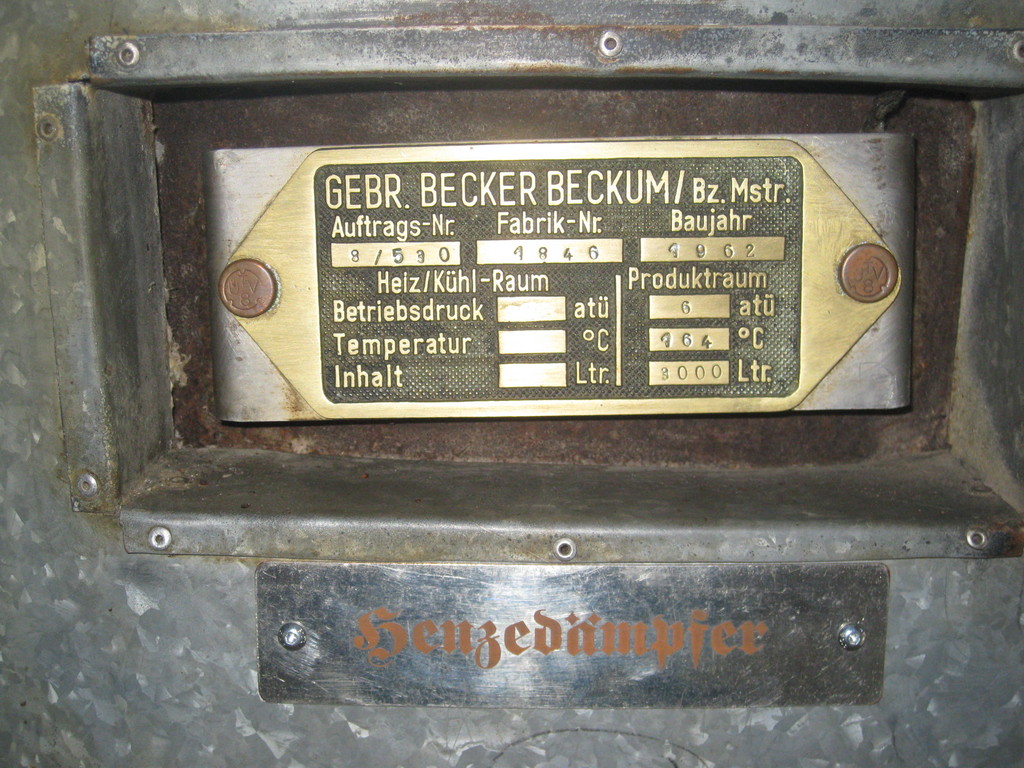 GEBR. BECKER BECKUM/Bz. Mstr.
Auftrags-Nr. Fabrik-Nr. Baujahr
8/530 1846 1962
Heiz/Kühl-Raum Produktraum
Betriebsdruck atü 6 atü
Temperatur °C 164 °C
Inhalt Ltr. 3000 Ltr.
Henzedämpfer